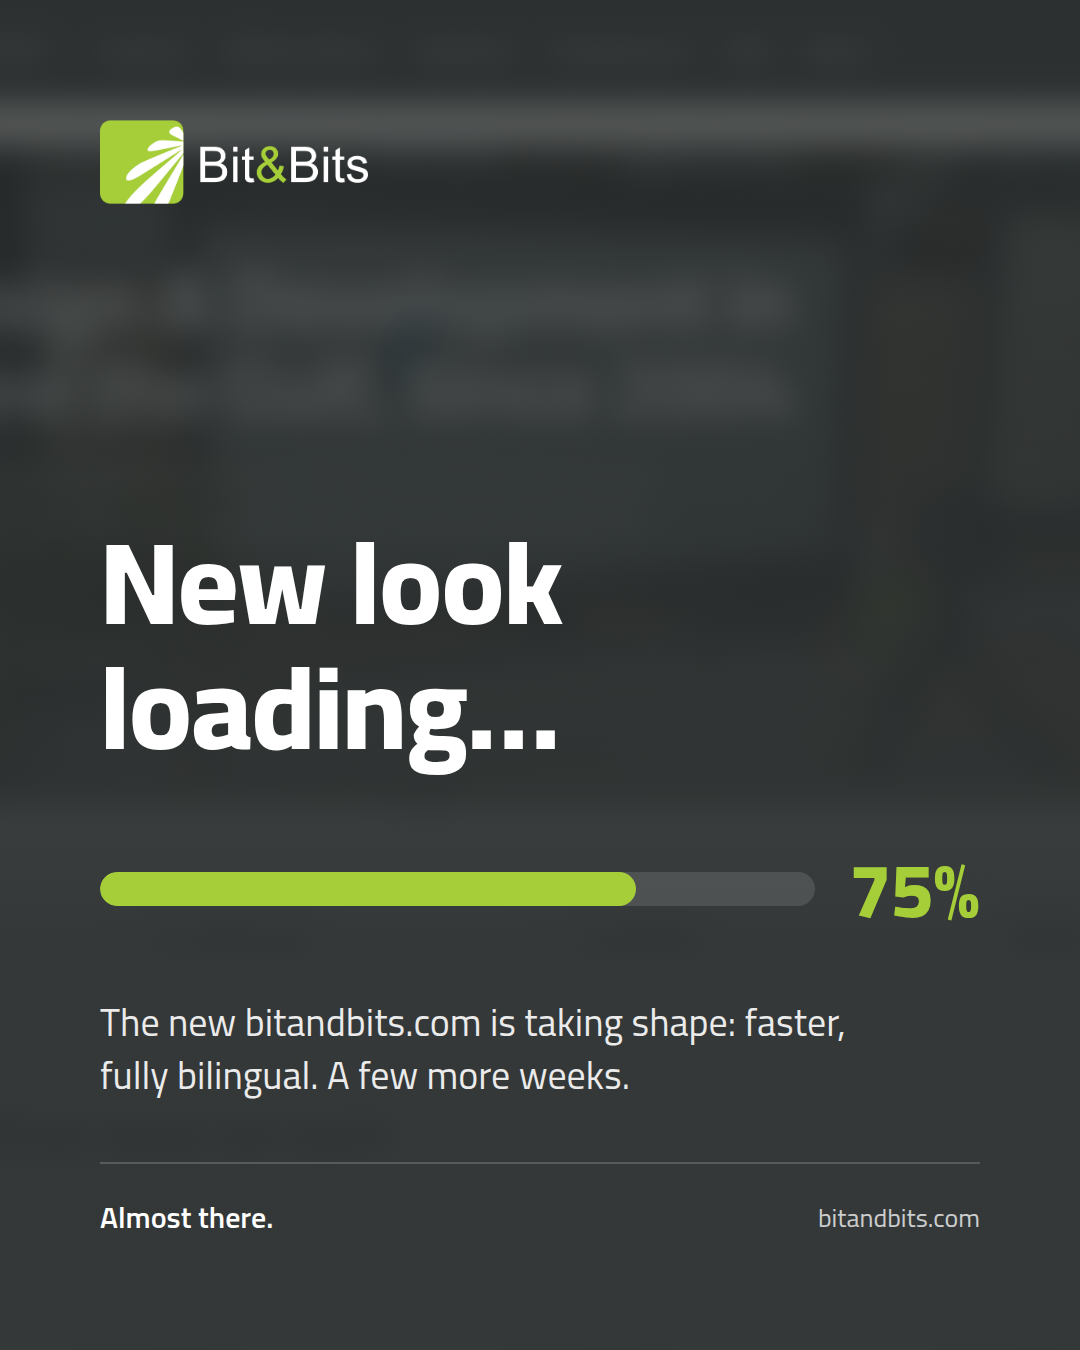 Bit&Bits
New look
loading...
75%
The new bitandbits.com is taking shape: faster,
fully bilingual. A few more weeks.
Almost there.
bitandbits.com